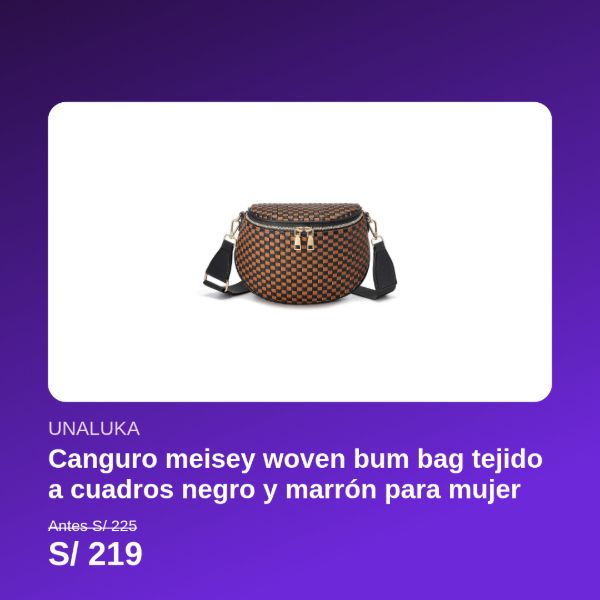 UNALUKA
Canguro meisey woven bum bag tejido
a cuadros negro y marrón para mujer
Antes S/ 225
S/ 219